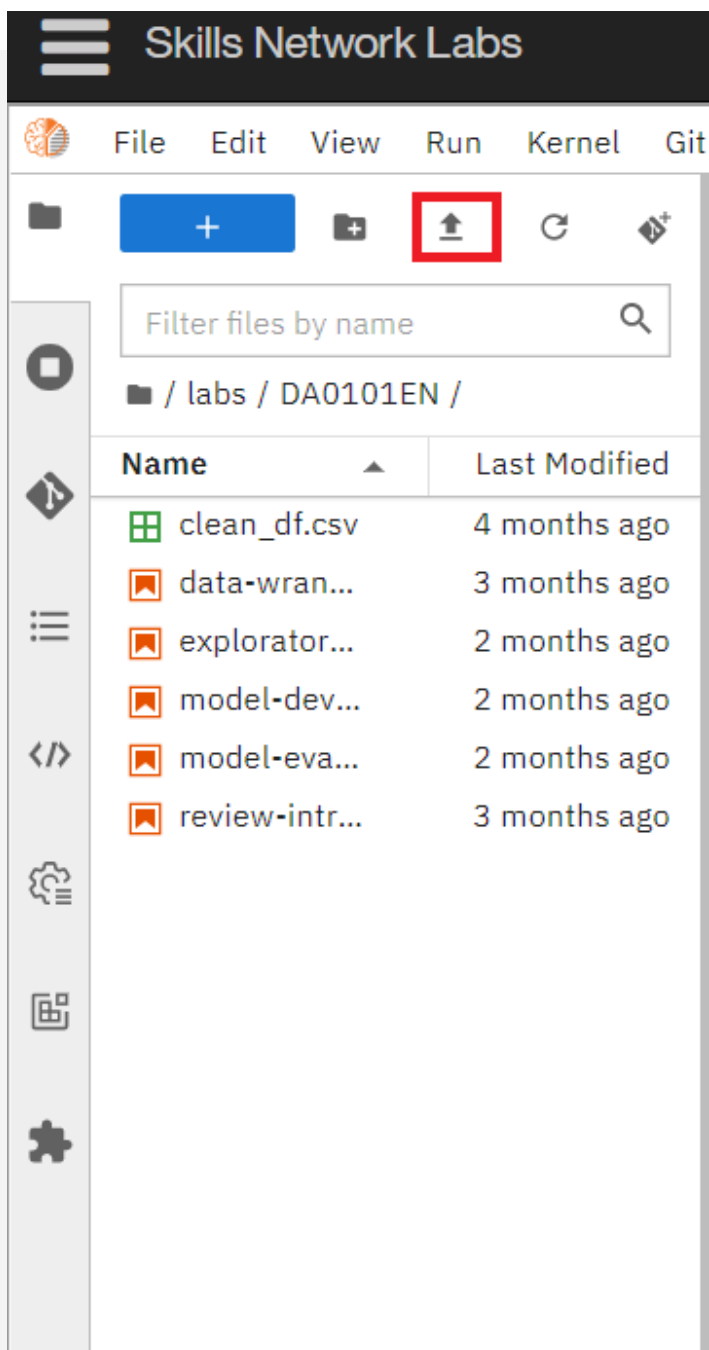 Skills Network Labs
File Edit View Run Kernel Git
+
Filter files by name
/ labs / DA0101EN /
Name Last Modified
clean_df.csv 4 months ago
data-wran... 3 months ago
explorator... 2 months ago
model-dev... 2 months ago
model-eva... 2 months ago
review-intr... 3 months ago